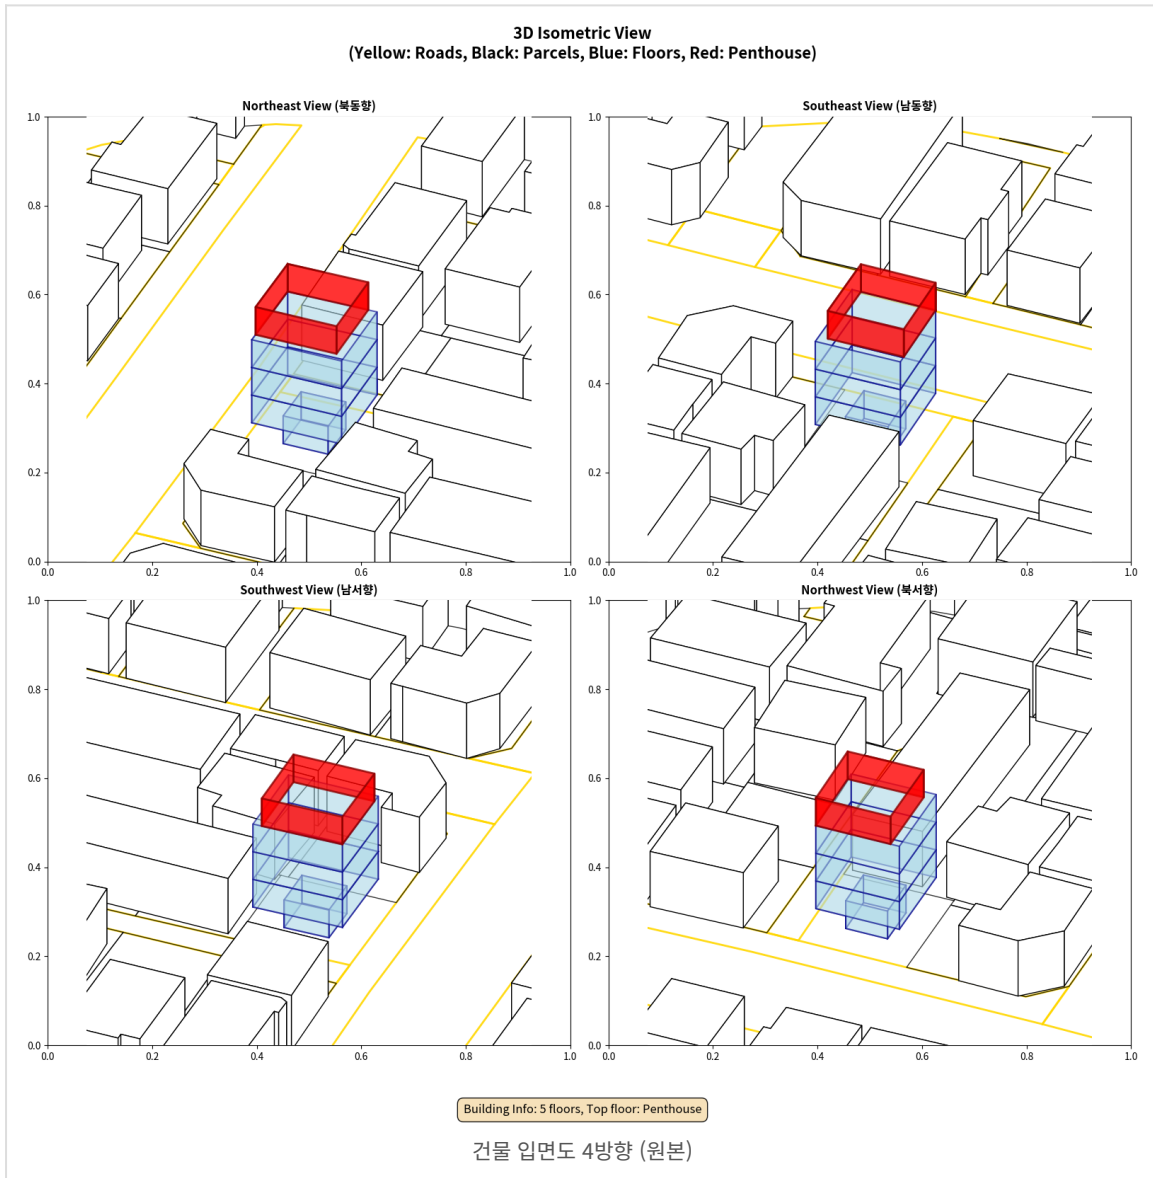 3D Isometric View
(Yellow: Roads, Black: Parcels, Blue: Floors, Red: Penthouse)
Northeast View (북동향)
1.0
0.8
0.6
0.4
0.2
0.0
0.0 0.2 0.4 0.6 0.8 1.0
Southeast View (남동향)
1.0
0.8
0.6
0.4
0.2
0.0
0.0 0.2 0.4 0.6 0.8 1.0
Southwest View (남서향)
1.0
0.8
0.6
0.4
0.2
0.0
0.0 0.2 0.4 0.6 0.8 1.0
Northwest View (북서향)
1.0
0.8
0.6
0.4
0.2
0.0
0.0 0.2 0.4 0.6 0.8 1.0
Building Info: 5 floors, Top floor: Penthouse
건물 입면도 4방향 (원본)